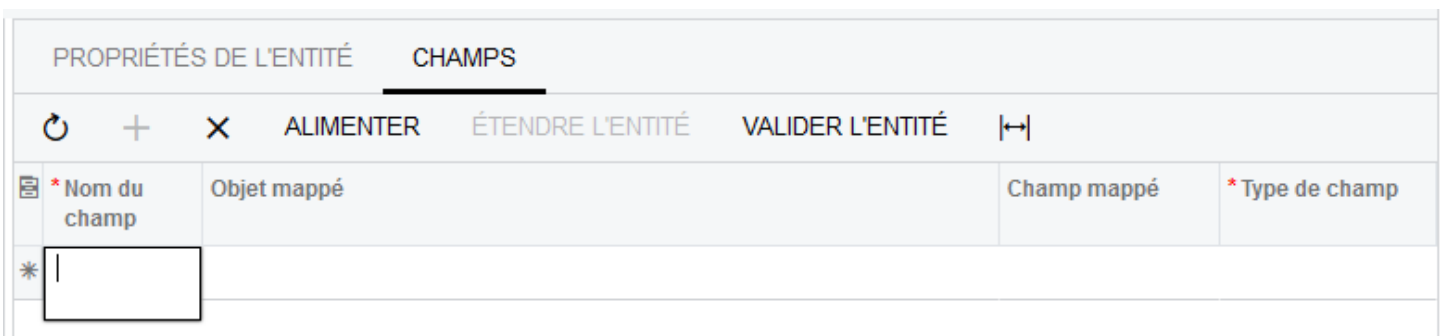 PROPRIÉTÉS DE L'ENTITÉ CHAMPS
ALIMENTER ÉTENDRE L'ENTITÉ VALIDER L'ENTITÉ
* Nom du champ Objet mappé Champ mappé * Type de champ